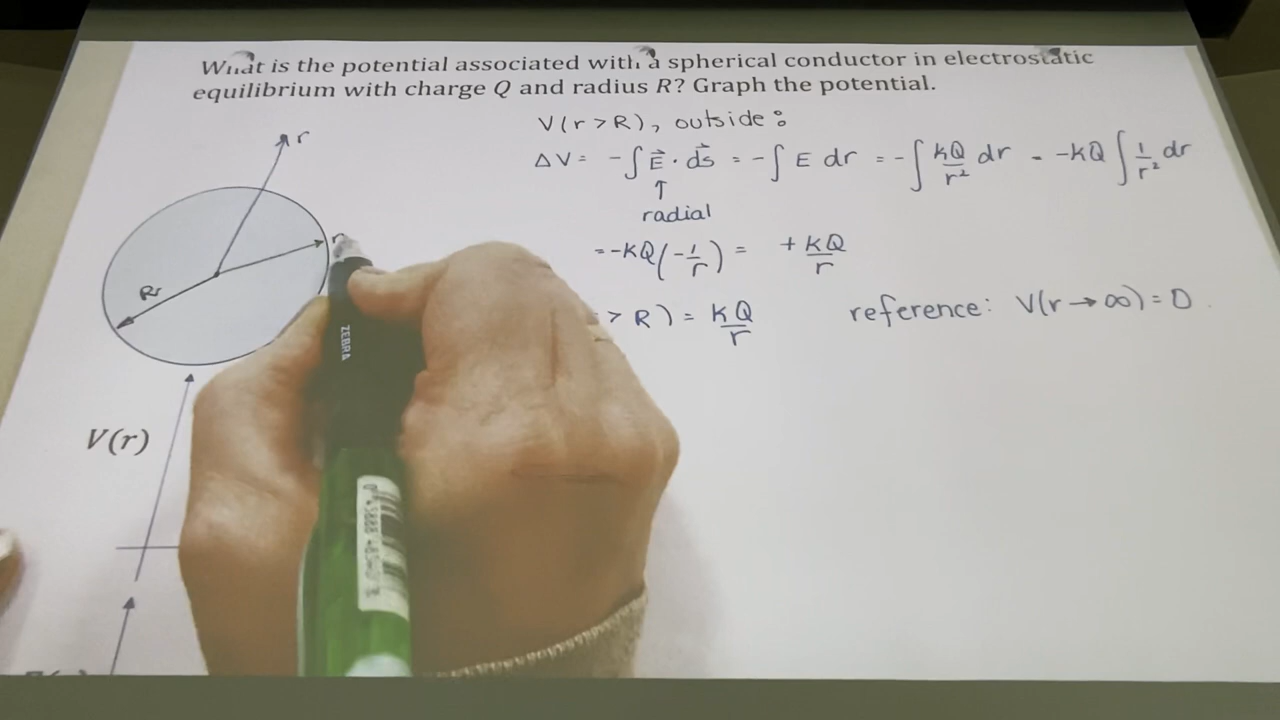 What is the potential associated with a spherical conductor in electrostatic
equilibrium with charge Q and radius R? Graph the potential.
V(r > R), outside:
ΔV = -∫ E⃗ · ds⃗ = -∫ E dr = -∫ kQ/r² dr = -kQ ∫ 1/r² dr
↑
radial
= -kQ(-1/r) = +kQ/r
> R) = kQ/r reference: V(r → ∞) = 0
r
R
r
V(r)
ZEBRA